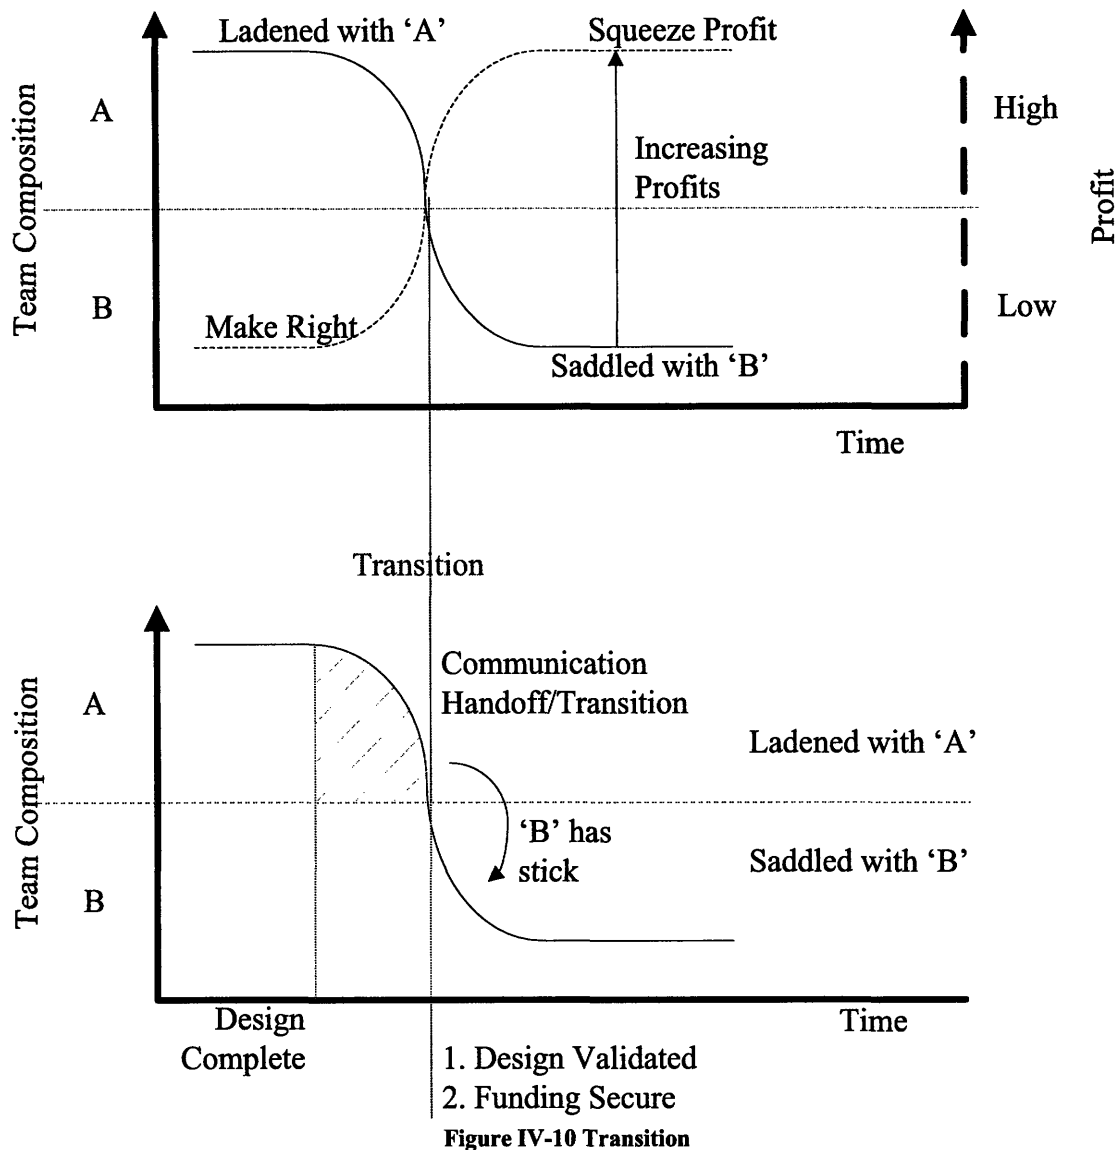 Ladened with ‘A’
Squeeze Profit
A
High
Increasing
Profits
Team Composition
Profit
B
Low
Make Right
Saddled with ‘B’
Time
Transition
Communication
Handoff/Transition
A
Ladened with ‘A’
Team Composition
‘B’ has
stick
Saddled with ‘B’
B
Design
Complete
Time
1. Design Validated
2. Funding Secure
Figure IV-10 Transition